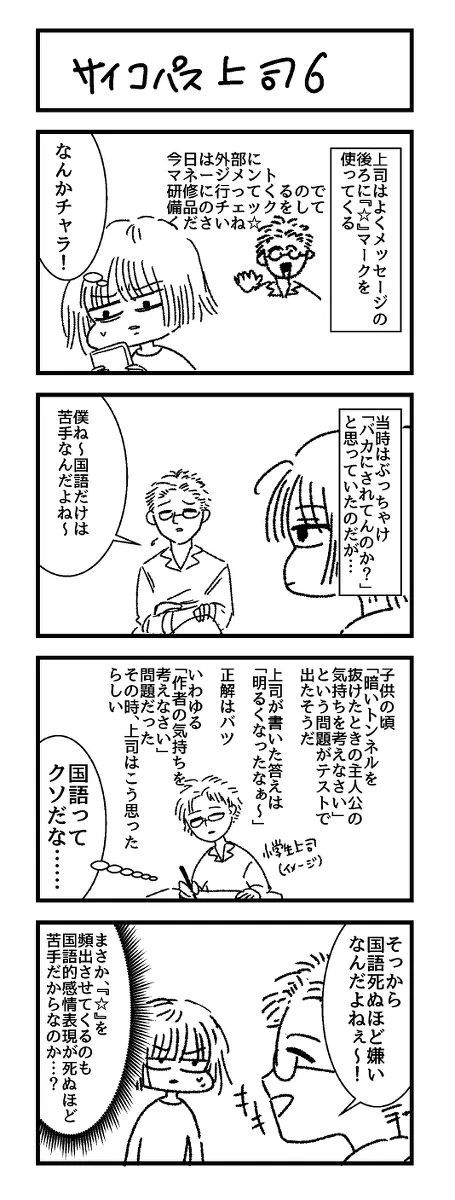 サイコパス上司6
上司はよくメッセージの
後ろに『☆』マークを
使ってくる
今日は外部に
マネージメント
研修に行ってくるので
備品のチェックをして
くださいね☆
なんかチャラ!
当時はぶっちゃけ
「バカにされてんのか?」
と思っていたのだが…
僕ね〜国語だけは
苦手なんだよね〜
子供の頃
「暗いトンネルを
抜けたときの主人公の
気持ちを考えなさい」
という問題がテストで
出たそうだ
上司が書いた答えは
「明るくなったなぁ〜」
正解はバツ
いわゆる
「作者の気持ちを
考えなさい」
問題だった
その時、上司はこう思った
らしい
小学生上司
(イメージ)
国語って
クソだな……
そっから
国語死ぬほど嫌い
なんだよねぇ〜!
まさか、『☆』を
頻出させてくるのも
国語的感情表現が死ぬほど
苦手だからなのか…?